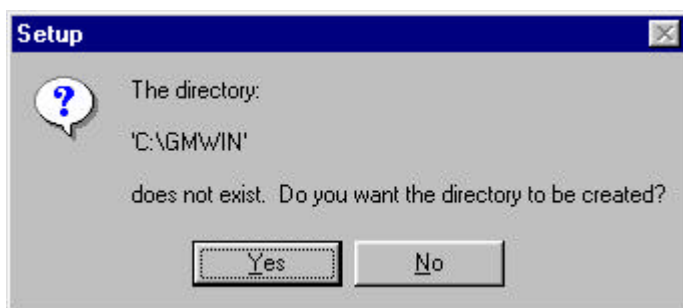 Setup
?
The directory:
'C:\GMWIN'
does not exist.  Do you want the directory to be created?
Yes
No